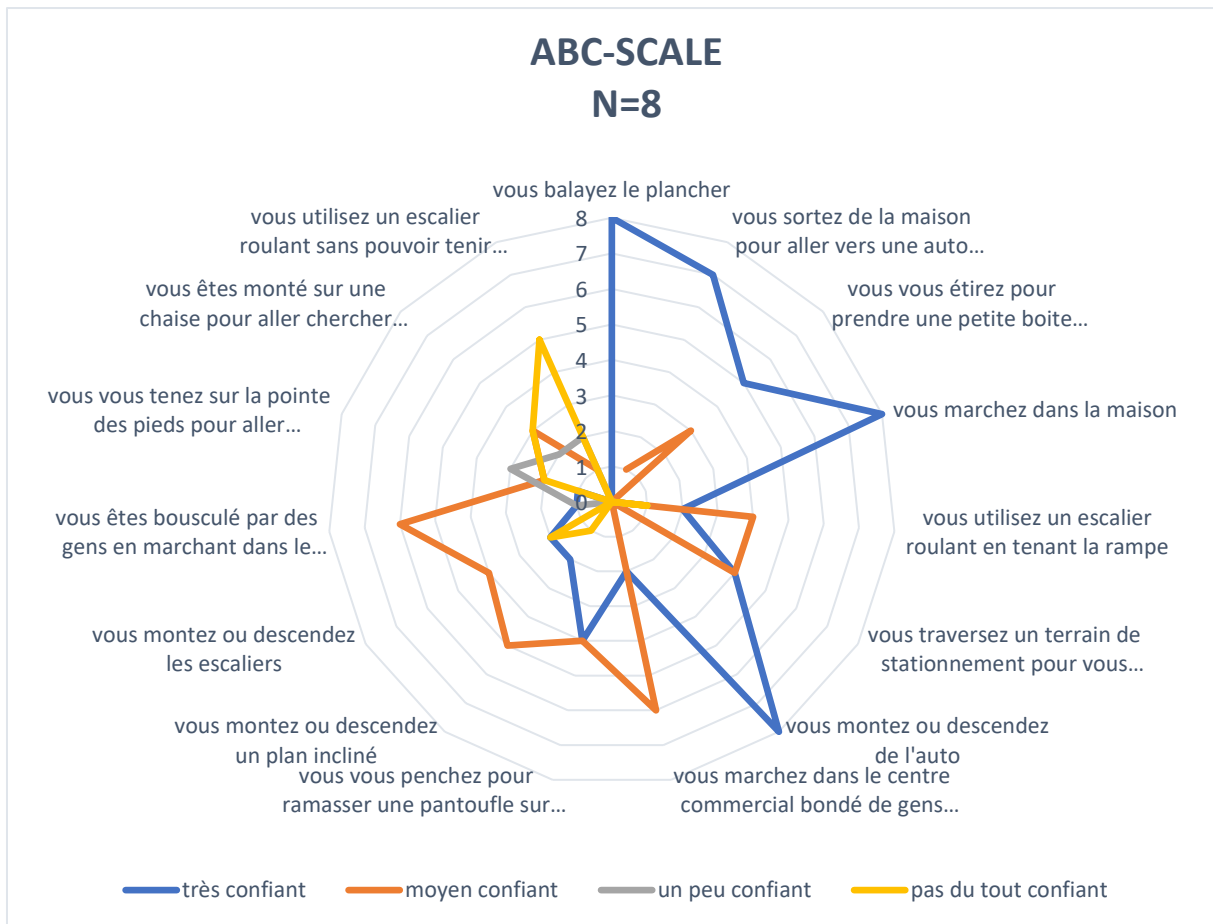 ABC-SCALE
N=8
vous balayez le plancher
vous sortez de la maison
pour aller vers une auto...
vous vous étirez pour
prendre une petite boite...
vous marchez dans la maison
vous utilisez un escalier
roulant en tenant la rampe
vous traversez un terrain de
stationnement pour vous...
vous montez ou descendez
de l'auto
vous marchez dans le centre
commercial bondé de gens...
vous vous penchez pour
ramasser une pantoufle sur...
vous montez ou descendez
un plan incliné
vous montez ou descendez
les escaliers
vous êtes bousculé par des
gens en marchant dans le...
vous vous tenez sur la pointe
des pieds pour aller...
vous êtes monté sur une
chaise pour aller chercher...
vous utilisez un escalier
roulant sans pouvoir tenir...
8
7
6
5
4
3
2
1
0
très confiant
moyen confiant
un peu confiant
pas du tout confiant